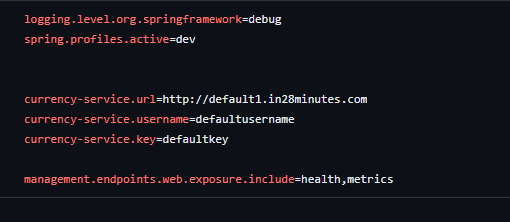 logging.level.org.springframework=debug
spring.profiles.active=dev
currency-service.url=http://default1.in28minutes.com
currency-service.username=defaultusername
currency-service.key=defaultkey
management.endpoints.web.exposure.include=health,metrics